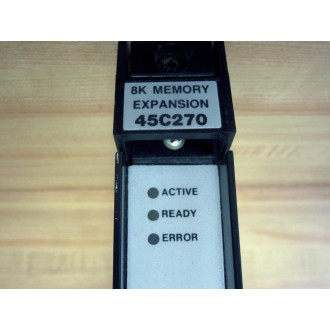 8K MEMORY
EXPANSION
45C270
ACTIVE
READY
ERROR